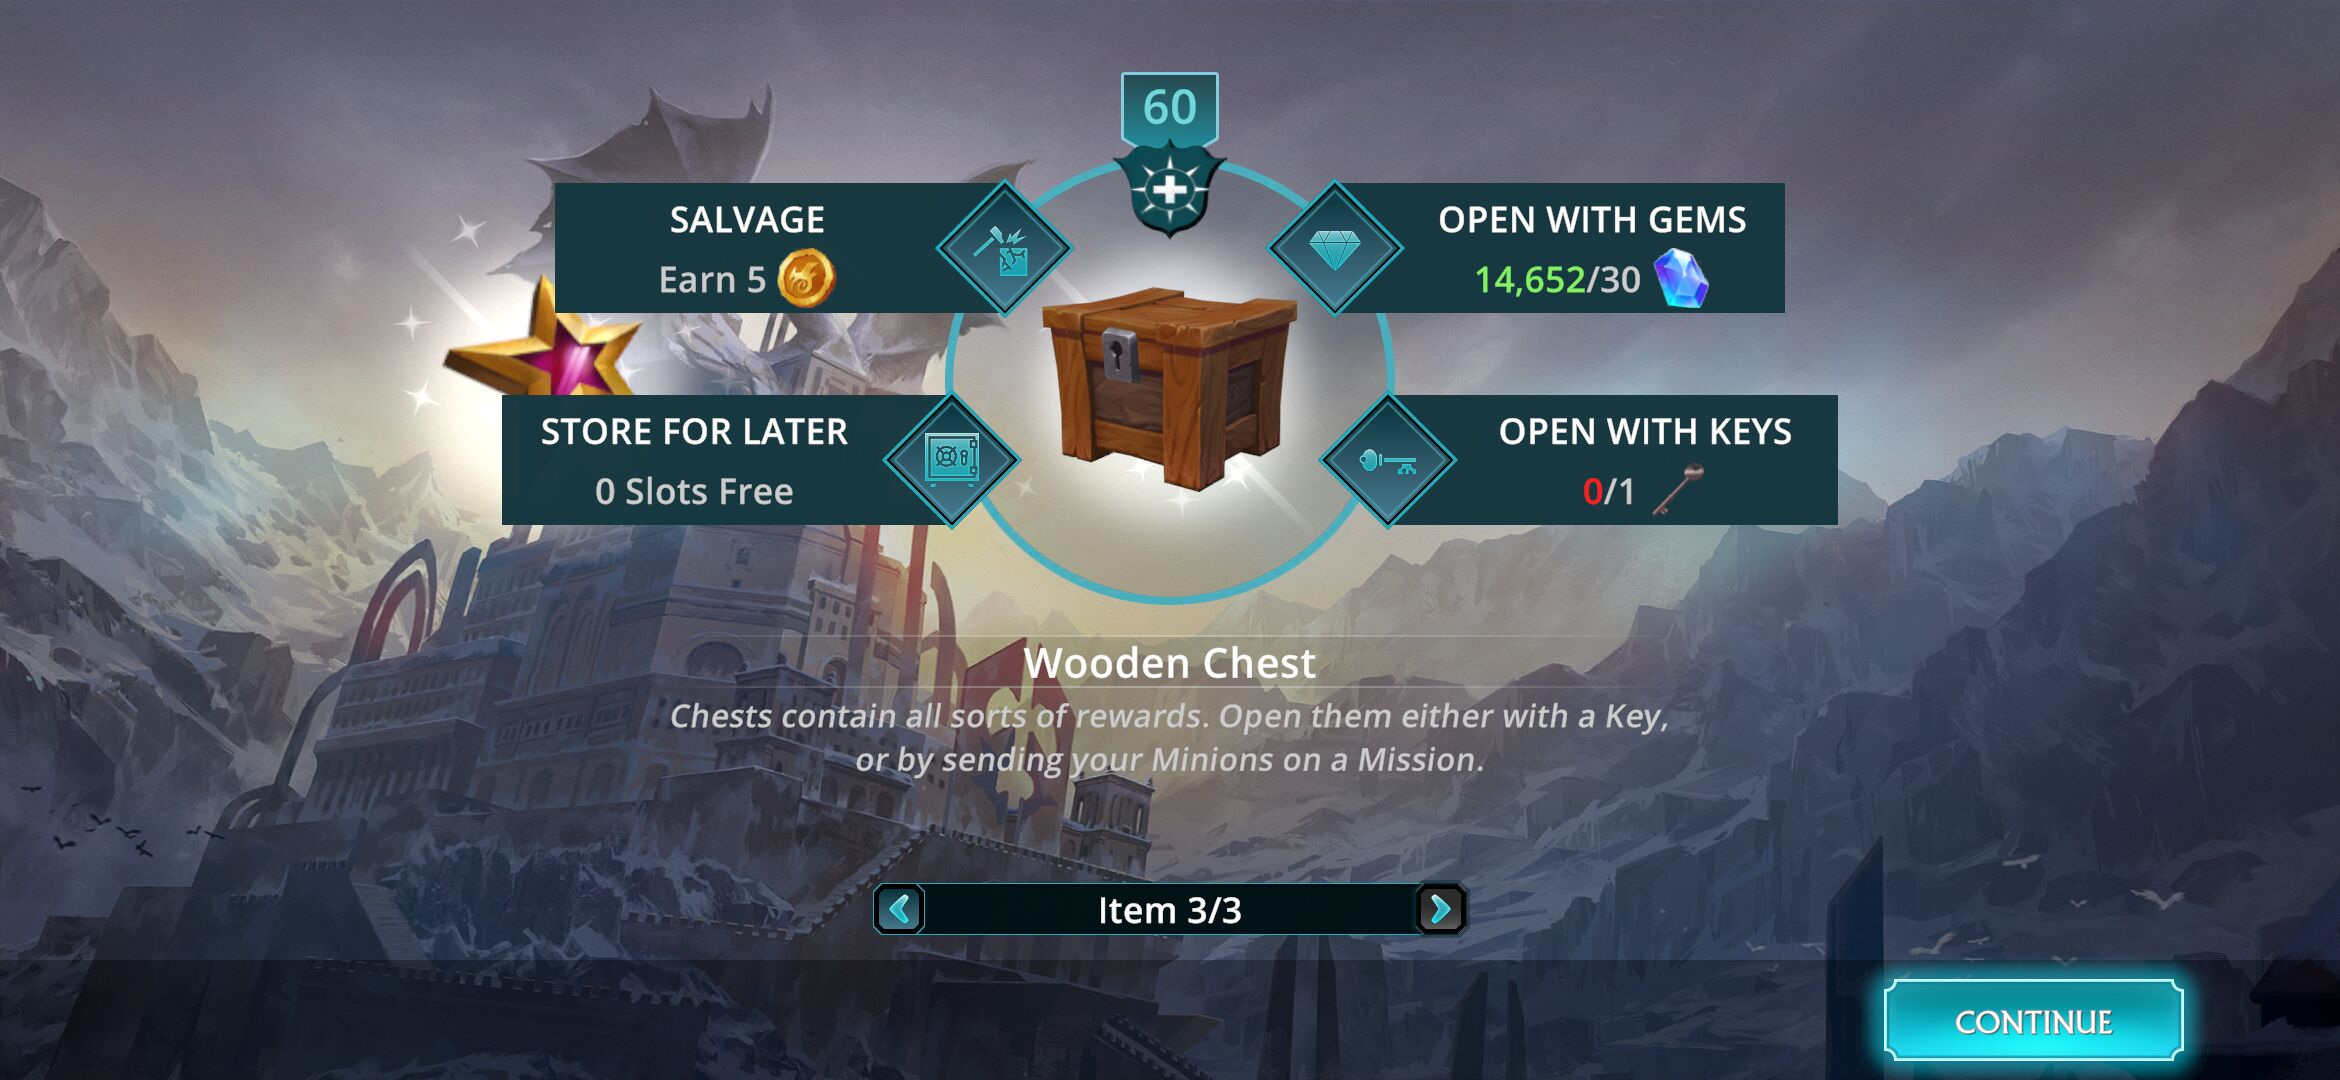 60
SALVAGE
Earn 5
OPEN WITH GEMS
14,652/30
STORE FOR LATER
0 Slots Free
OPEN WITH KEYS
0/1
Wooden Chest
Chests contain all sorts of rewards. Open them either with a Key,
or by sending your Minions on a Mission.
Item 3/3
CONTINUE